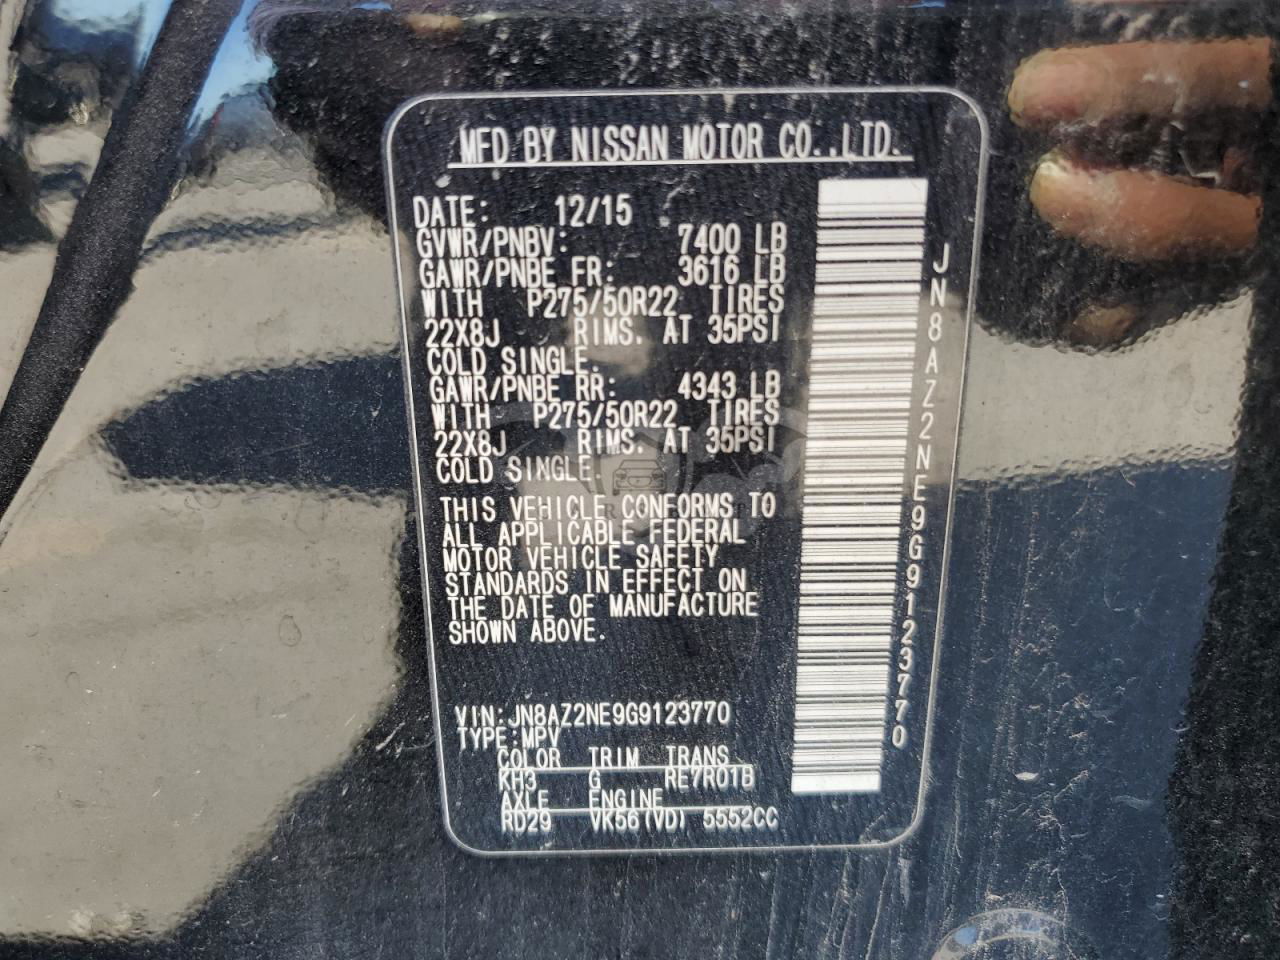 MFD BY NISSAN MOTOR CO.,LTD.
DATE: 12/15
GVWR/PNBV: 7400 LB
GAWR/PNBE FR: 3616 LB
WITH P275/50R22 TIRES
22X8J RIMS. AT 35PSI
COLD SINGLE.
GAWR/PNBE RR: 4343 LB
WITH P275/50R22 TIRES
22X8J RIMS. AT 35PSI
COLD SINGLE.
THIS VEHICLE CONFORMS TO
ALL APPLICABLE FEDERAL
MOTOR VEHICLE SAFETY
STANDARDS IN EFFECT ON
THE DATE OF MANUFACTURE
SHOWN ABOVE.
VIN:JN8AZ2NE9G9123770
TYPE:MPV
COLOR TRIM TRANS
KH3 G RE7R01B
AXLE ENGINE
RD29 VK56(VD) 5552CC
JN8AZ2NE9G9123770